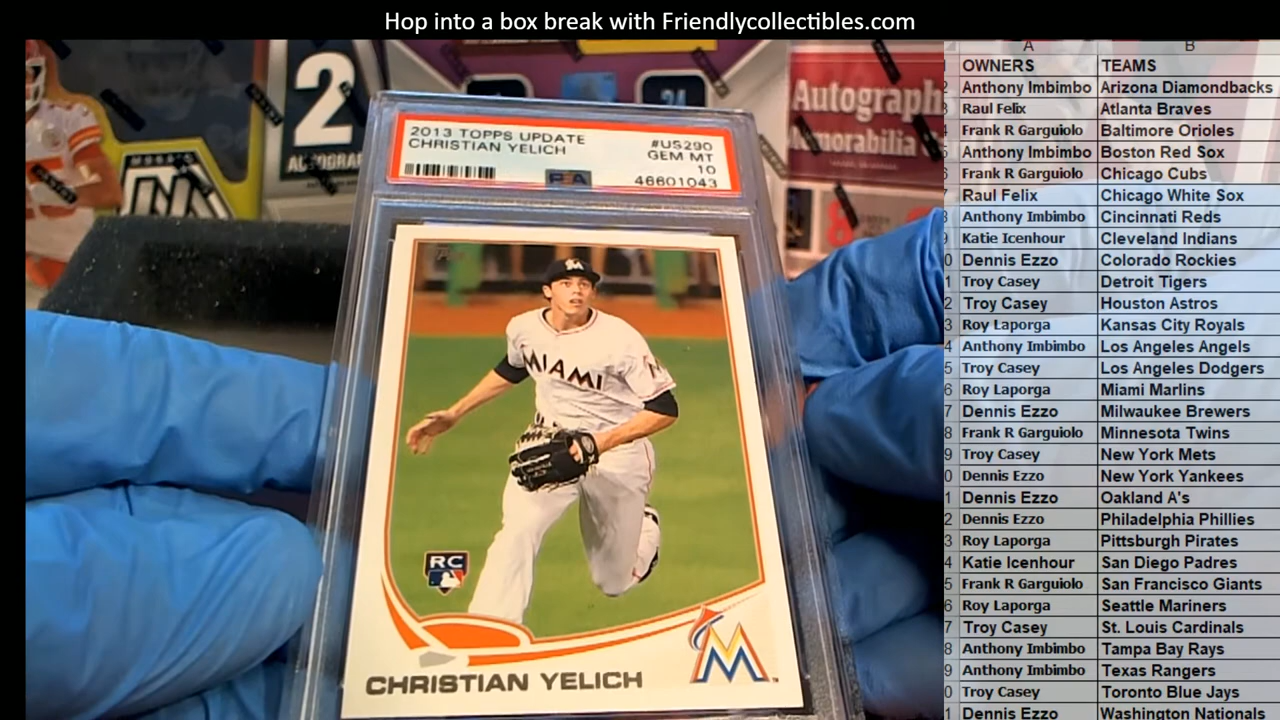 Hop into a box break with Friendlycollectibles.com
2
AUTOGRAPH
Autograph
Memorabilia
2013 TOPPS UPDATE #US290
CHRISTIAN YELICH GEM MT
10
PSA 46601043
MIAMI
RC
CHRISTIAN YELICH
A B
OWNERS TEAMS
Anthony Imbimbo Arizona Diamondbacks
Raul Felix Atlanta Braves
Frank R Garguiolo Baltimore Orioles
Anthony Imbimbo Boston Red Sox
Frank R Garguiolo Chicago Cubs
Raul Felix Chicago White Sox
Anthony Imbimbo Cincinnati Reds
Katie Icenhour Cleveland Indians
Dennis Ezzo Colorado Rockies
Troy Casey Detroit Tigers
Troy Casey Houston Astros
Roy Laporga Kansas City Royals
Anthony Imbimbo Los Angeles Angels
Troy Casey Los Angeles Dodgers
Roy Laporga Miami Marlins
Dennis Ezzo Milwaukee Brewers
Frank R Garguiolo Minnesota Twins
Troy Casey New York Mets
Dennis Ezzo New York Yankees
Dennis Ezzo Oakland A's
Dennis Ezzo Philadelphia Phillies
Roy Laporga Pittsburgh Pirates
Katie Icenhour San Diego Padres
Frank R Garguiolo San Francisco Giants
Roy Laporga Seattle Mariners
Troy Casey St. Louis Cardinals
Anthony Imbimbo Tampa Bay Rays
Anthony Imbimbo Texas Rangers
Troy Casey Toronto Blue Jays
Dennis Ezzo Washington Nationals